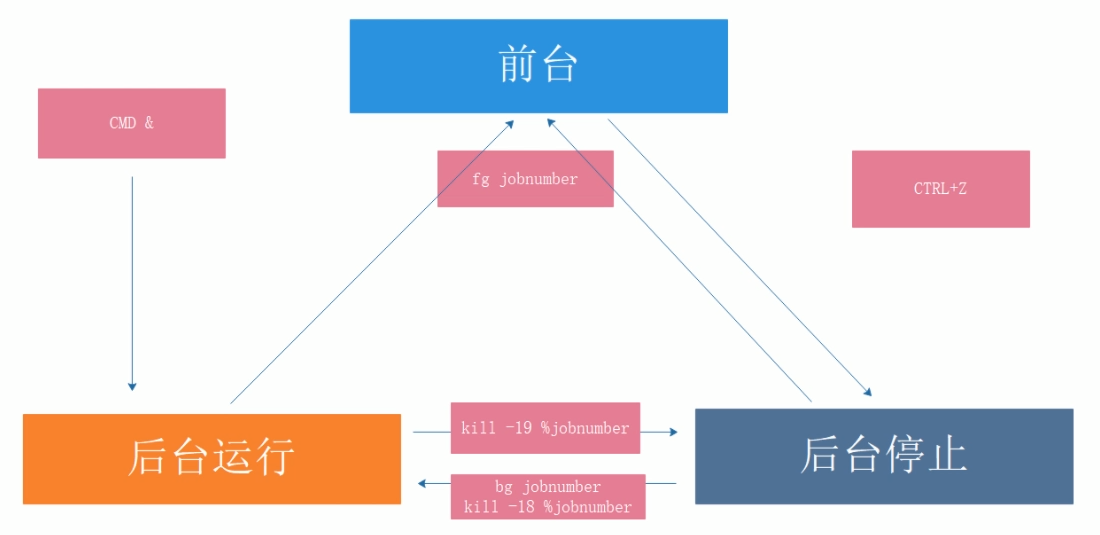 前台
CMD &
fg jobnumber
CTRL+Z
后台运行
kill -19 %jobnumber
bg jobnumber
kill -18 %jobnumber
后台停止